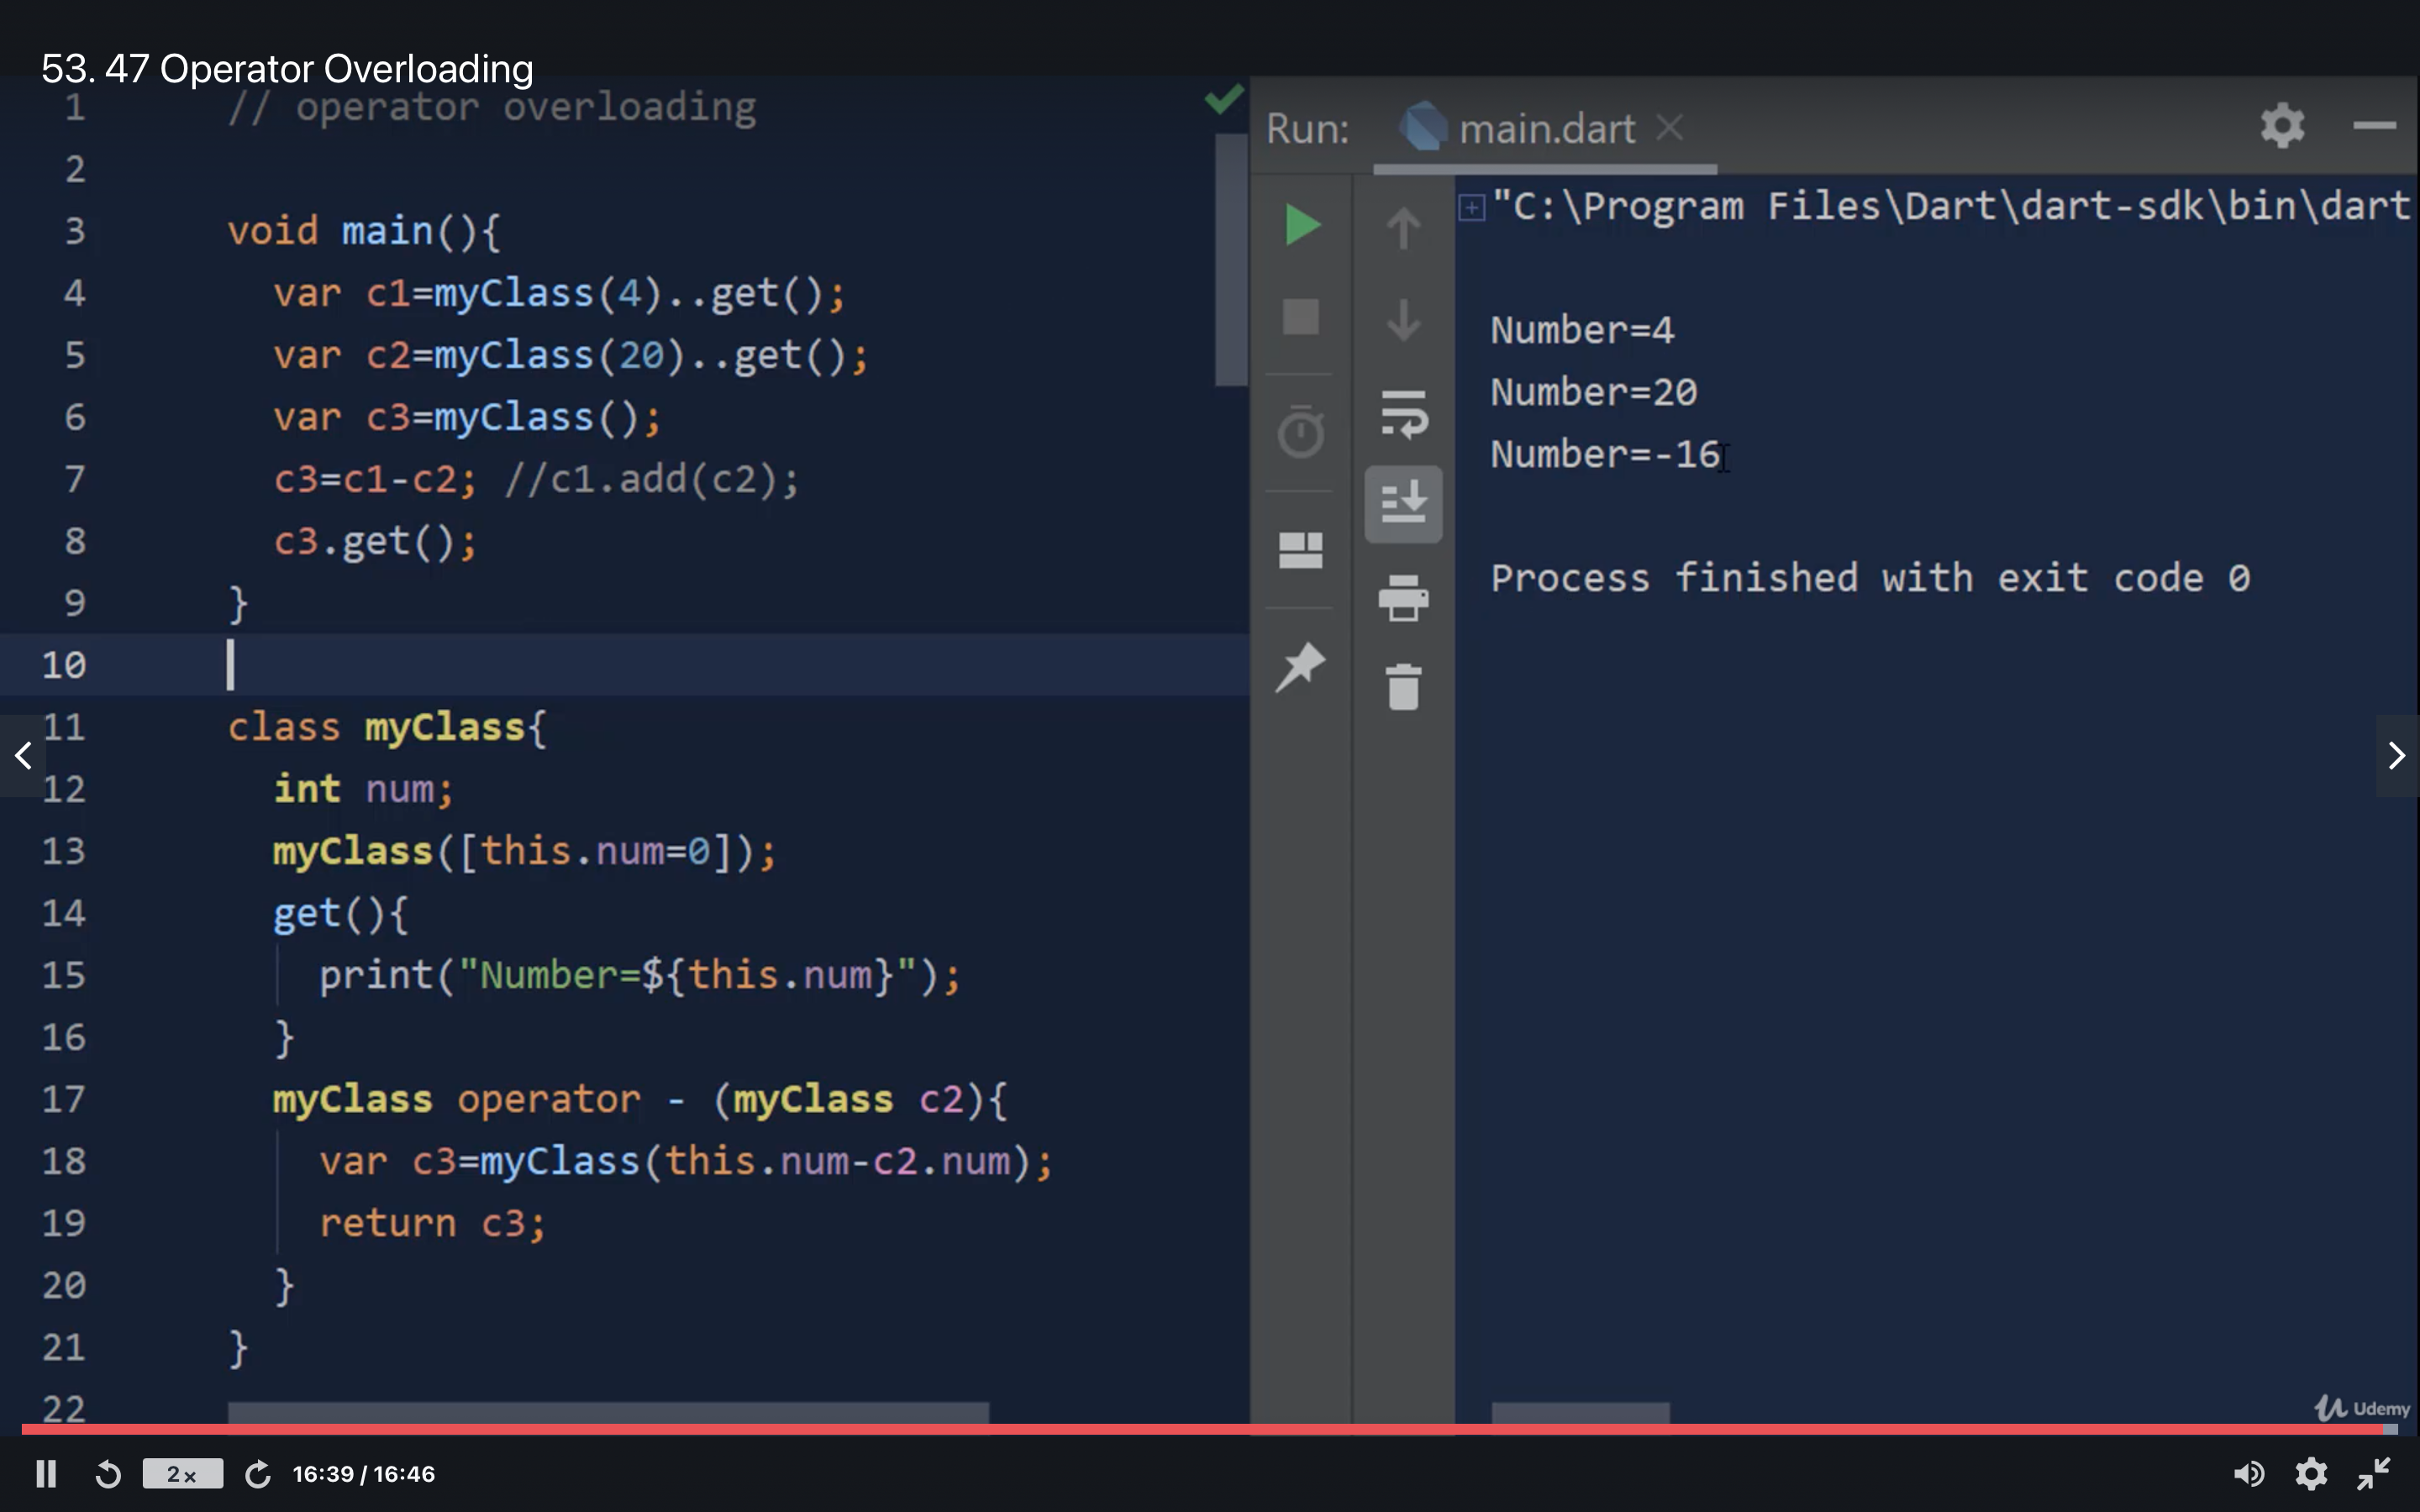 53. 47 Operator Overloading
1 // operator overloading
2
3 void main(){
4 var c1=myClass(4)..get();
5 var c2=myClass(20)..get();
6 var c3=myClass();
7 c3=c1-c2; //c1.add(c2);
8 c3.get();
9 }
10
11 class myClass{
12 int num;
13 myClass([this.num=0]);
14 get(){
15 print("Number=${this.num}");
16 }
17 myClass operator - (myClass c2){
18 var c3=myClass(this.num-c2.num);
19 return c3;
20 }
21 }
22
Run: main.dart
"C:\Program Files\Dart\dart-sdk\bin\dart
Number=4
Number=20
Number=-16
Process finished with exit code 0
Udemy
2x 16:39 / 16:46